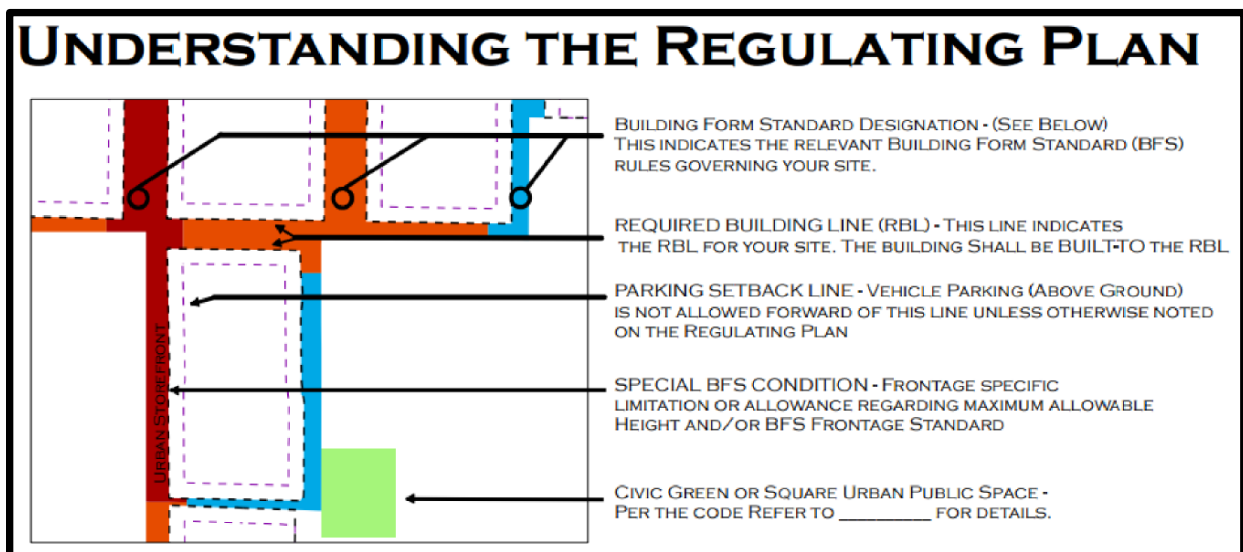 UNDERSTANDING THE REGULATING PLAN
BUILDING FORM STANDARD DESIGNATION - (SEE BELOW)
THIS INDICATES THE RELEVANT BUILDING FORM STANDARD (BFS)
RULES GOVERNING YOUR SITE.
REQUIRED BUILDING LINE (RBL) - THIS LINE INDICATES
THE RBL FOR YOUR SITE. THE BUILDING SHALL BE BUILT-TO THE RBL
PARKING SETBACK LINE - VEHICLE PARKING (ABOVE GROUND)
IS NOT ALLOWED FORWARD OF THIS LINE UNLESS OTHERWISE NOTED
ON THE REGULATING PLAN
URBAN STOREFRONT
SPECIAL BFS CONDITION - FRONTAGE SPECIFIC
LIMITATION OR ALLOWANCE REGARDING MAXIMUM ALLOWABLE
HEIGHT AND/OR BFS FRONTAGE STANDARD
CIVIC GREEN OR SQUARE URBAN PUBLIC SPACE -
PER THE CODE REFER TO __________ FOR DETAILS.